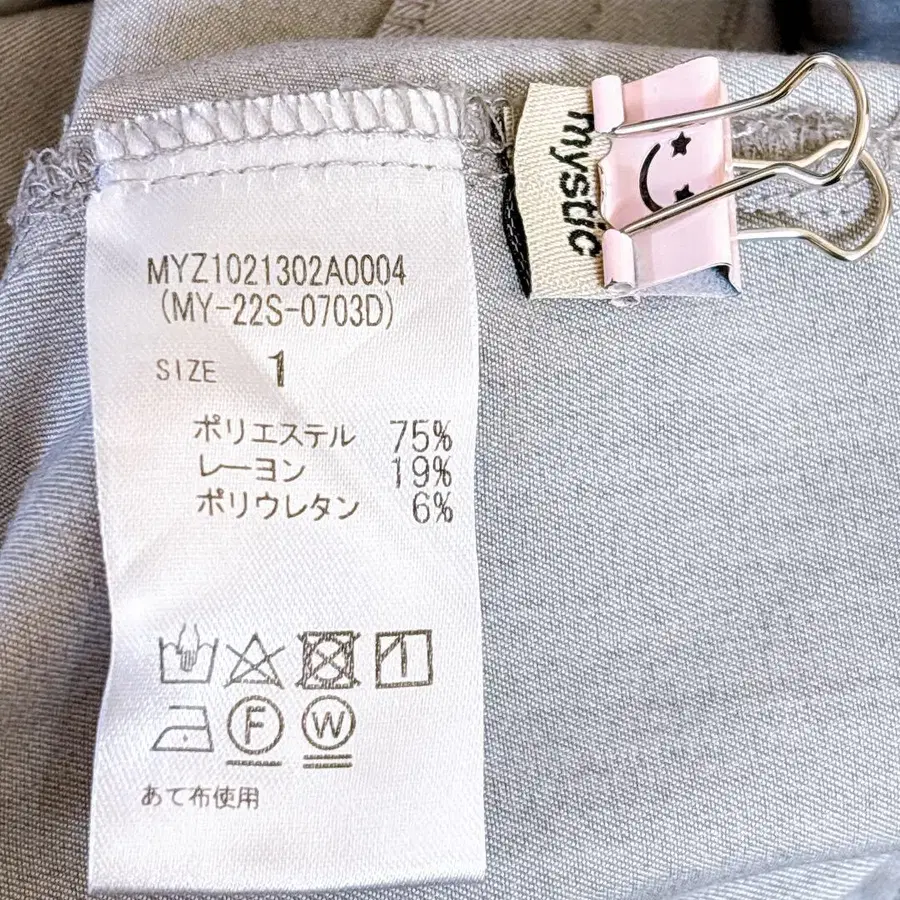 MYZ1021302A0004
(MY-22S-0703D)
SIZE 1
ポリエステル 75%
レーヨン 19%
ポリウレタン 6%
F W
あて布使用
mystic